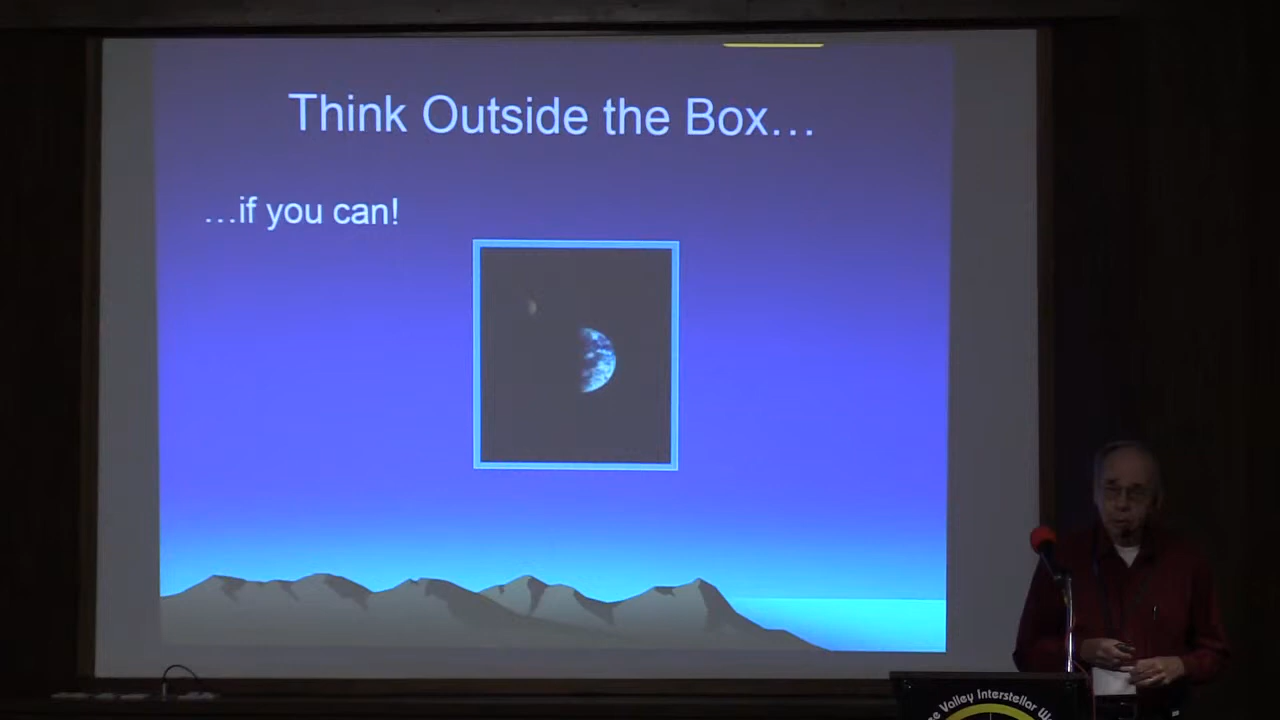 Think Outside the Box…
…if you can!
Valley Interstellar